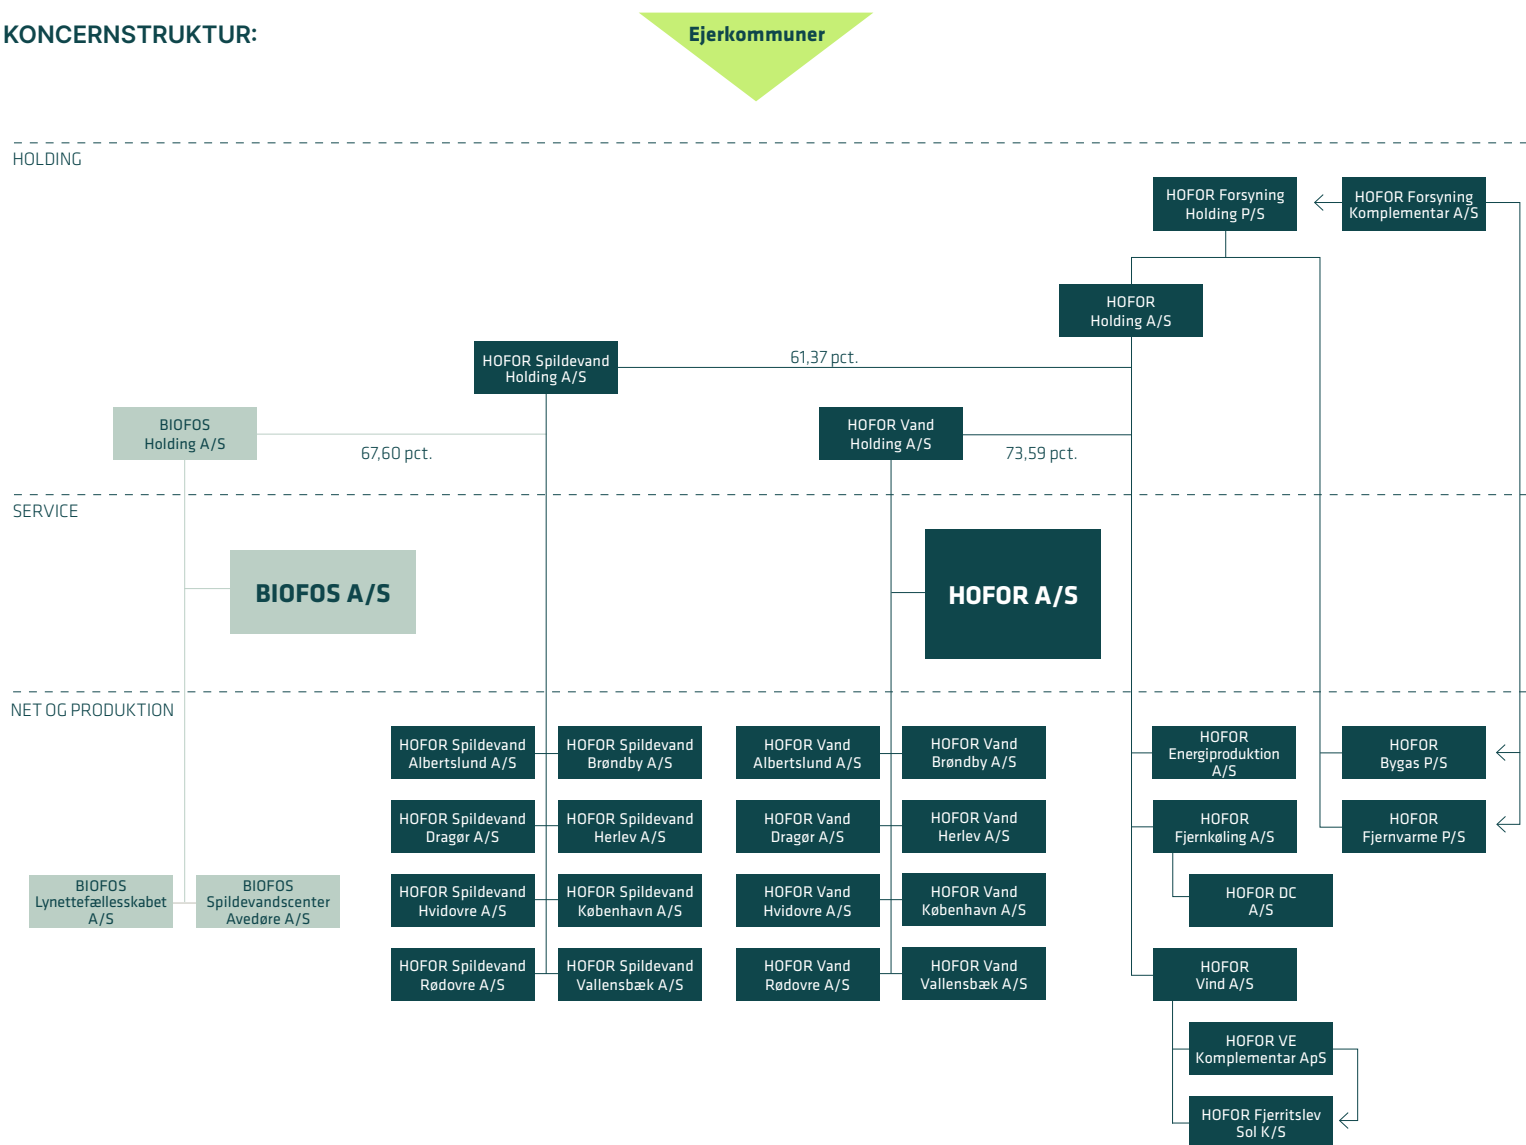 KONCERNSTRUKTUR:
Ejerkommuner
HOLDING
HOFOR Forsyning
Holding P/S
HOFOR Forsyning
Komplementar A/S
HOFOR
Holding A/S
HOFOR Spildevand
Holding A/S
61,37 pct.
BIOFOS
Holding A/S
67,60 pct.
HOFOR Vand
Holding A/S
73,59 pct.
SERVICE
BIOFOS A/S
HOFOR A/S
NET OG PRODUKTION
HOFOR Spildevand
Albertslund A/S
HOFOR Spildevand
Brøndby A/S
HOFOR Vand
Albertslund A/S
HOFOR Vand
Brøndby A/S
HOFOR
Energiproduktion
A/S
HOFOR
Bygas P/S
HOFOR Spildevand
Dragør A/S
HOFOR Spildevand
Herlev A/S
HOFOR Vand
Dragør A/S
HOFOR Vand
Herlev A/S
HOFOR
Fjernkøling A/S
HOFOR
Fjernvarme P/S
BIOFOS
Lynettefællesskabet
A/S
BIOFOS
Spildevandscenter
Avedøre A/S
HOFOR Spildevand
Hvidovre A/S
HOFOR Spildevand
København A/S
HOFOR Vand
Hvidovre A/S
HOFOR Vand
København A/S
HOFOR DC
A/S
HOFOR Spildevand
Rødovre A/S
HOFOR Spildevand
Vallensbæk A/S
HOFOR Vand
Rødovre A/S
HOFOR Vand
Vallensbæk A/S
HOFOR
Vind A/S
HOFOR VE
Komplementar ApS
HOFOR Fjerritslev
Sol K/S